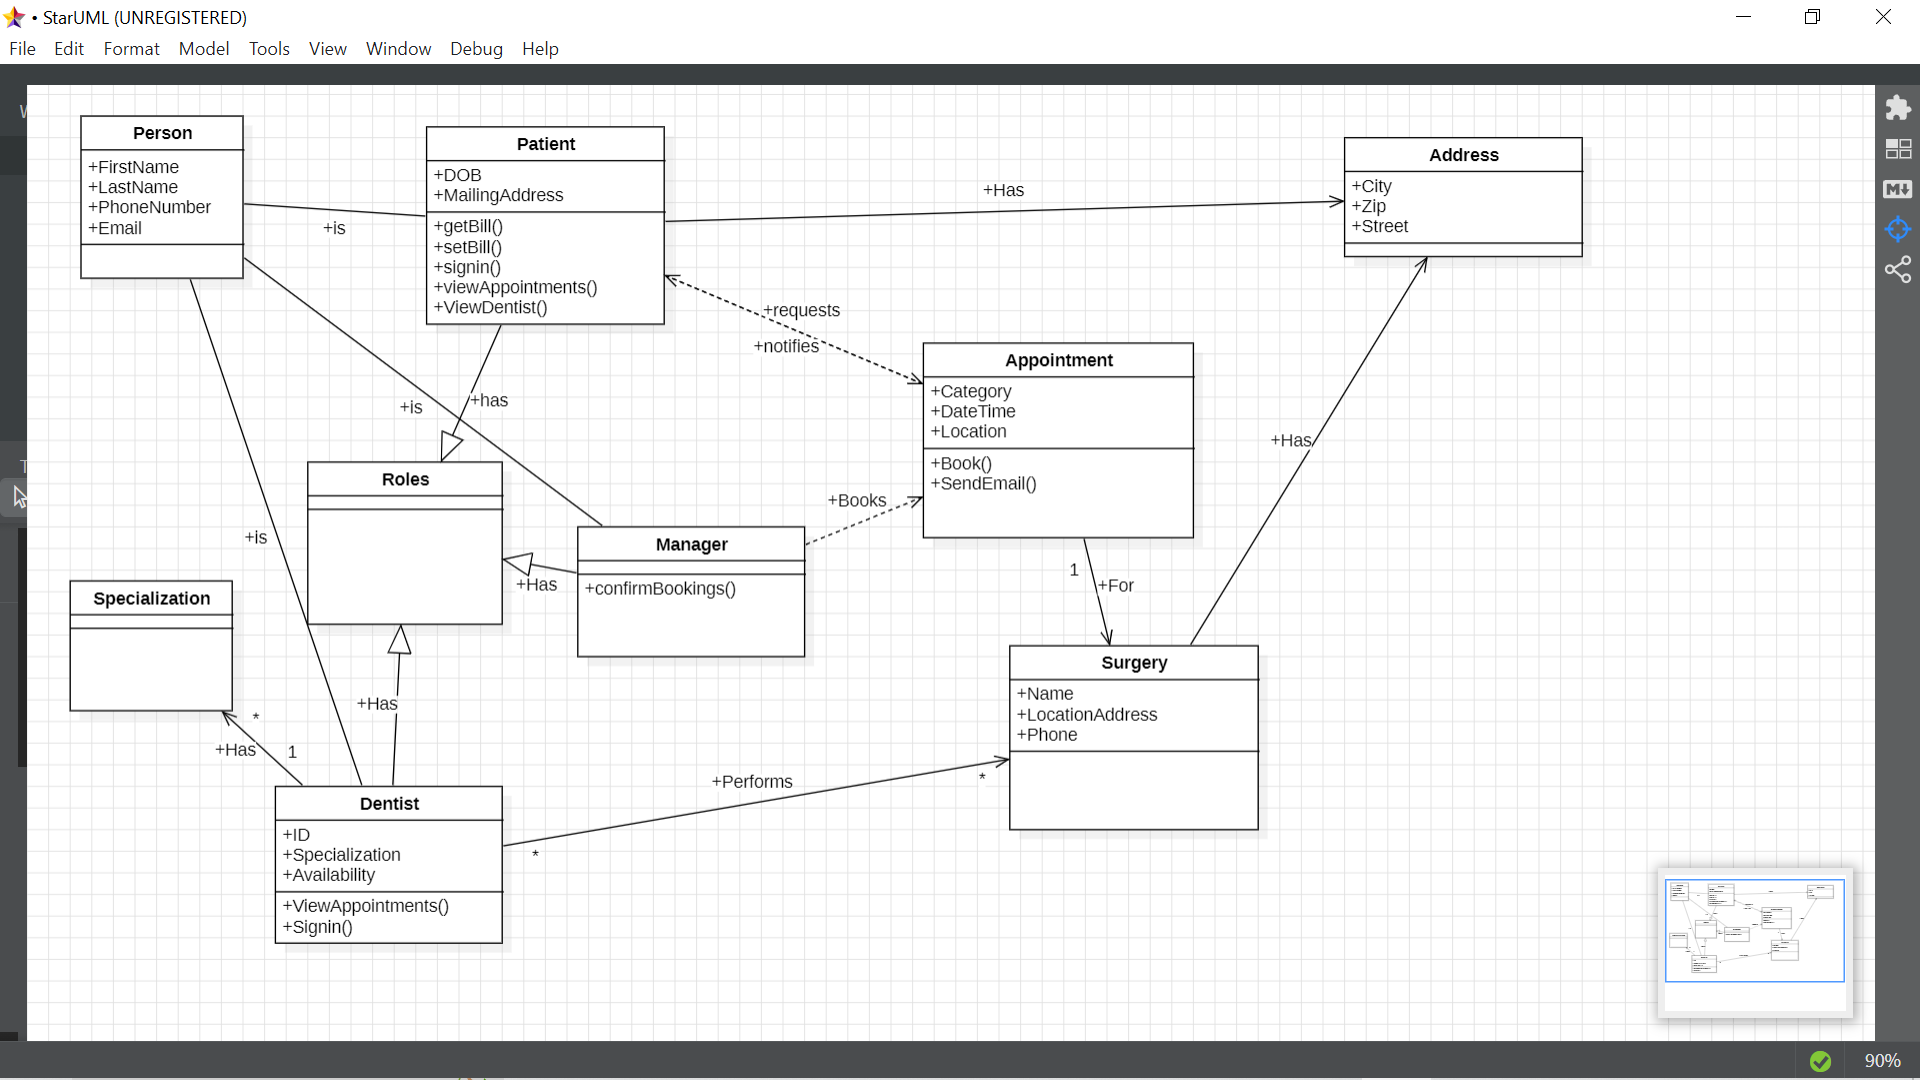 • StarUML (UNREGISTERED)
File Edit Format Model Tools View Window Debug Help
Person
+FirstName
+LastName
+PhoneNumber
+Email
Patient
+DOB
+MailingAddress
+getBill()
+setBill()
+signin()
+viewAppointments()
+ViewDentist()
Address
+City
+Zip
+Street
+Has
+is
+requests
+notifies
Appointment
+Category
+DateTime
+Location
+Book()
+SendEmail()
+is
+has
+Has
Roles
+Books
Manager
+confirmBookings()
+Has
+is
1
+For
Specialization
Surgery
+Name
+LocationAddress
+Phone
+Has
*
+Has
1
+Performs
*
*
Dentist
+ID
+Specialization
+Availability
+ViewAppointments()
+Signin()
M
90%